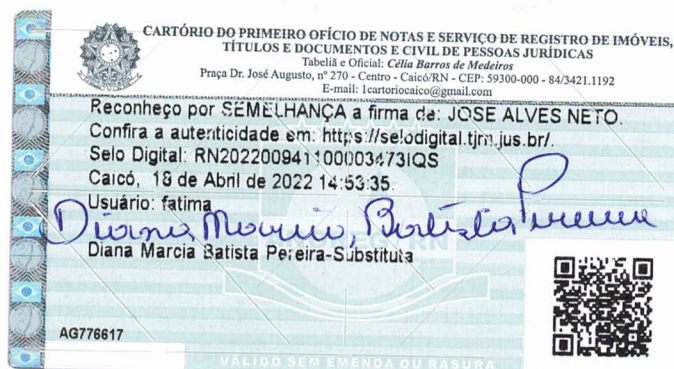 CARTÓRIO DO PRIMEIRO OFÍCIO DE NOTAS E SERVIÇO DE REGISTRO DE IMÓVEIS,
TÍTULOS E DOCUMENTOS E CIVIL DE PESSOAS JURÍDICAS
Tabeliã e Oficial: Célia Barros de Medeiros
Praça Dr. José Augusto, nº 270 - Centro - Caicó/RN - CEP: 59300-000 - 84/3421.1192
E-mail: 1cartoriocaico@gmail.com
Reconheço por SEMELHANÇA a firma de: JOSE ALVES NETO.
Confira a autenticidade em: https://selodigital.tjrn.jus.br/.
Selo Digital: RN202200941100003473IQS
Caicó, 18 de Abril de 2022 14:53:35.
Usuário: fatima
Diana Marcia Batista Pereira
Diana Marcia Batista Pereira-Substituta
AG776617
VÁLIDO SEM EMENDA OU RASURA